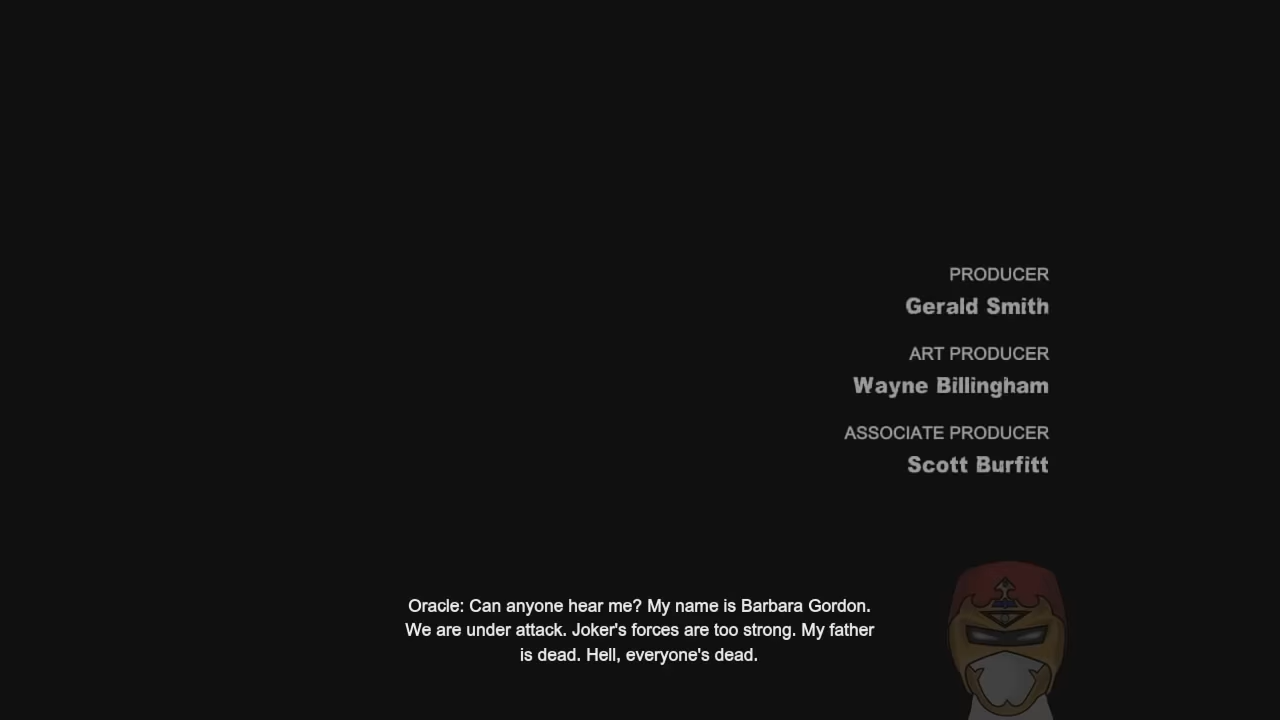 PRODUCER
Gerald Smith
ART PRODUCER
Wayne Billingham
ASSOCIATE PRODUCER
Scott Burfitt
Oracle: Can anyone hear me? My name is Barbara Gordon.
We are under attack. Joker's forces are too strong. My father
is dead. Hell, everyone's dead.